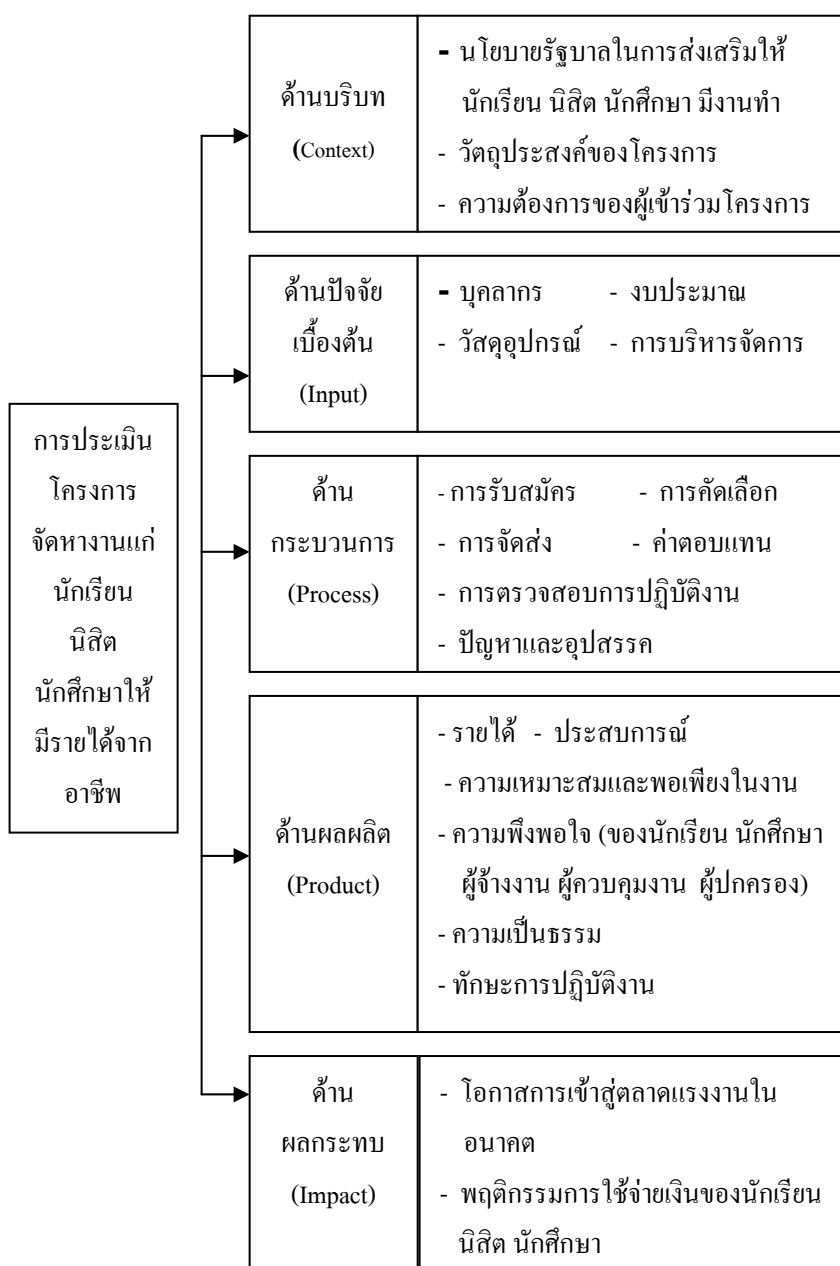 การประเมิน
โครงการ
จัดหางานแก่
นักเรียน
นิสิต
นักศึกษาให้
มีรายได้จาก
อาชีพ
ด้านบริบท
(Context)
- นโยบายรัฐบาลในการส่งเสริมให้
นักเรียน นิสิต นักศึกษา มีงานทำ
- วัตถุประสงค์ของโครงการ
- ความต้องการของผู้เข้าร่วมโครงการ
ด้านปัจจัย
เบื้องต้น
(Input)
- บุคลากร - งบประมาณ
- วัสดุอุปกรณ์ - การบริหารจัดการ
ด้าน
กระบวนการ
(Process)
- การรับสมัคร - การคัดเลือก
- การจัดส่ง - ค่าตอบแทน
- การตรวจสอบการปฏิบัติงาน
- ปัญหาและอุปสรรค
ด้านผลผลิต
(Product)
- รายได้ - ประสบการณ์
- ความเหมาะสมและพอเพียงในงาน
- ความพึงพอใจ (ของนักเรียน นักศึกษา
ผู้จ้างงาน ผู้ควบคุมงาน ผู้ปกครอง)
- ความเป็นธรรม
- ทักษะการปฏิบัติงาน
ด้าน
ผลกระทบ
(Impact)
- โอกาสการเข้าสู่ตลาดแรงงานใน
อนาคต
- พฤติกรรมการใช้จ่ายเงินของนักเรียน
นิสิต นักศึกษา